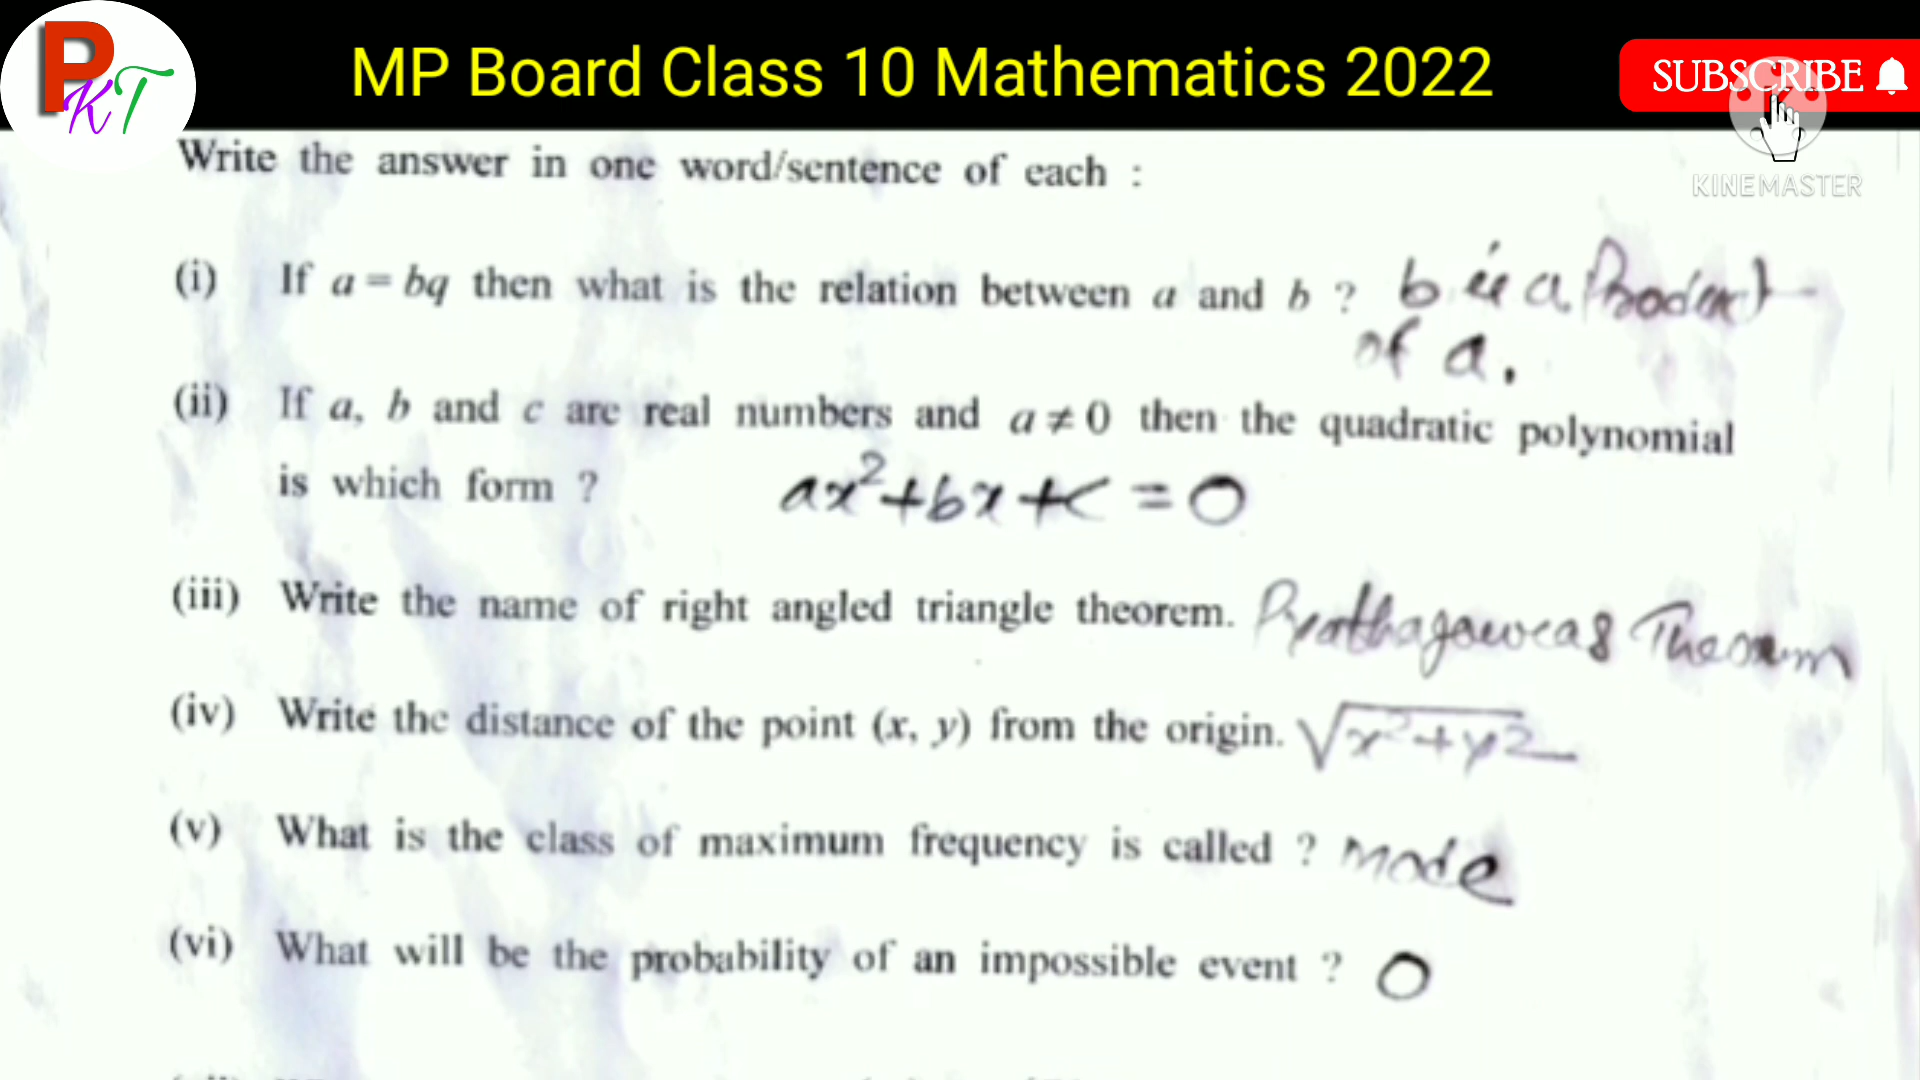 PKT
MP Board Class 10 Mathematics 2022
SUBSCRIBE
KINEMASTER
Write the answer in one word/sentence of each :
(i) If a = bq then what is the relation between a and b ? b is a Product
of a.
(ii) If a, b and c are real numbers and a ≠ 0 then the quadratic polynomial
is which form ? ax²+bx+c = 0
(iii) Write the name of right angled triangle theorem. Theorem
(iv) Write the distance of the point (x, y) from the origin. √x²+y²
(v) What is the class of maximum frequency is called ? Mode
(vi) What will be the probability of an impossible event ? 0